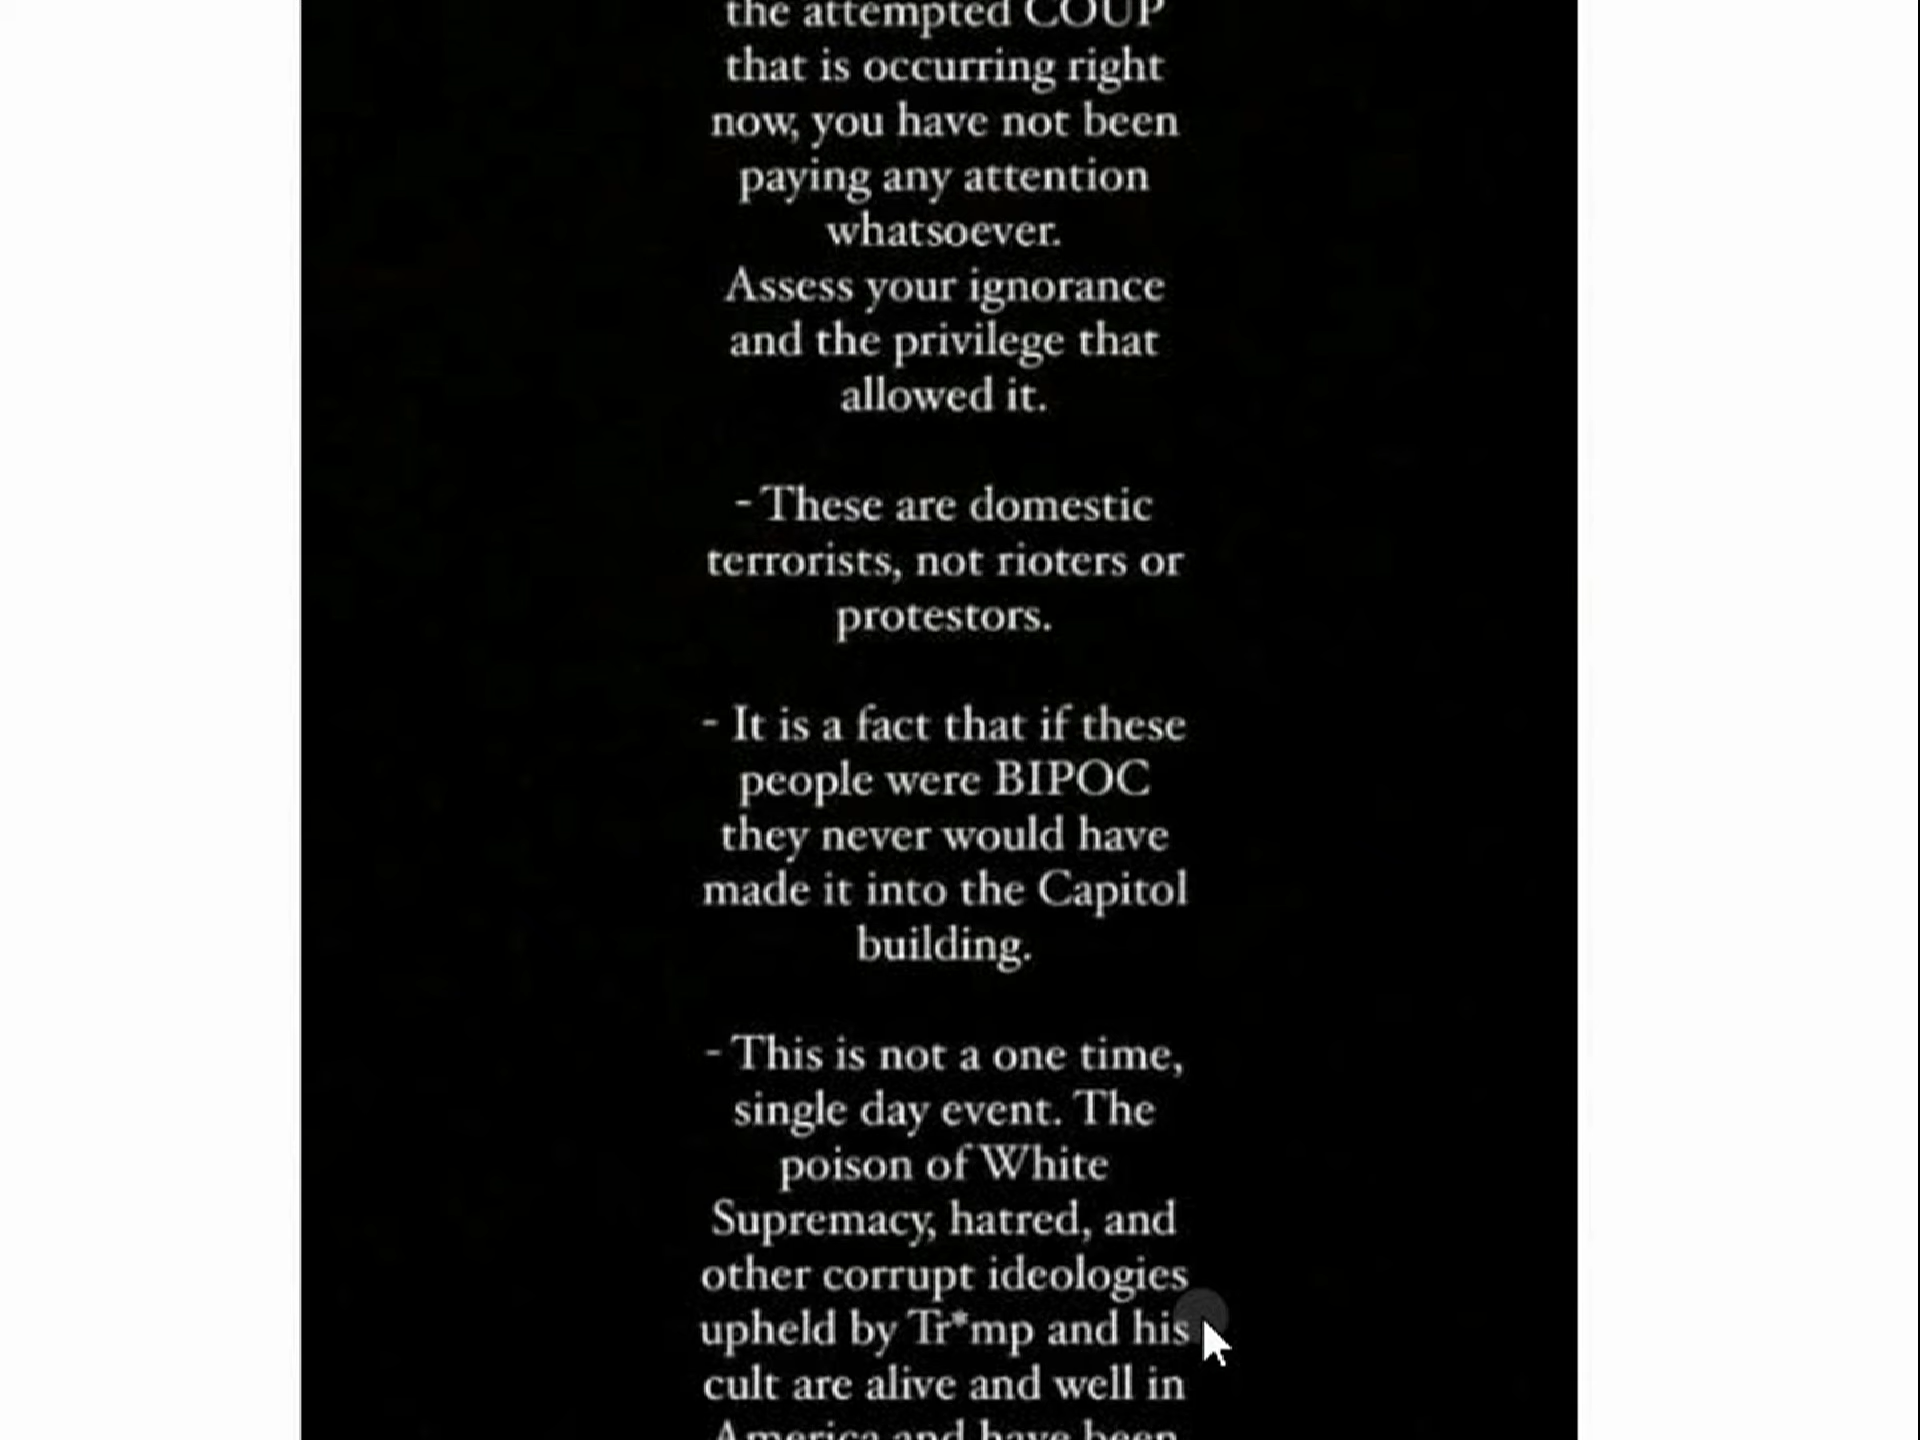 the attempted COUP
that is occurring right
now, you have not been
paying any attention
whatsoever.
Assess your ignorance
and the privilege that
allowed it.
- These are domestic
terrorists, not rioters or
protestors.
- It is a fact that if these
people were BIPOC
they never would have
made it into the Capitol
building.
- This is not a one time,
single day event. The
poison of White
Supremacy, hatred, and
other corrupt ideologies
upheld by Tr*mp and his
cult are alive and well in
America and have been